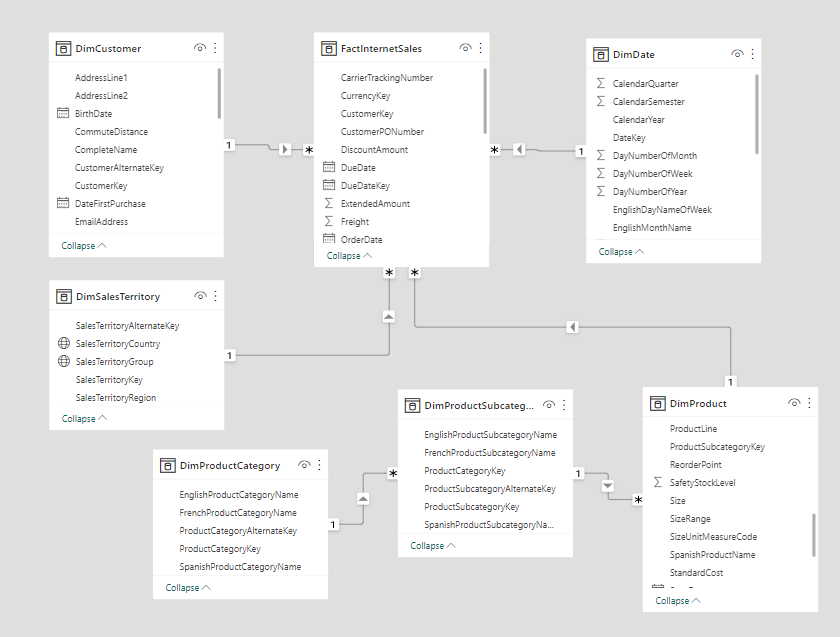 DimCustomer
AddressLine1
AddressLine2
BirthDate
CommuteDistance
CompleteName
CustomerAlternateKey
CustomerKey
DateFirstPurchase
EmailAddress
Collapse
1
*
FactInternetSales
CarrierTrackingNumber
CurrencyKey
CustomerKey
CustomerPONumber
DiscountAmount
DueDate
DueDateKey
ExtendedAmount
Freight
OrderDate
Collapse
*
1
DimDate
CalendarQuarter
CalendarSemester
CalendarYear
DateKey
DayNumberOfMonth
DayNumberOfWeek
DayNumberOfYear
EnglishDayNameOfWeek
EnglishMonthName
Collapse
* *
DimSalesTerritory
SalesTerritoryAlternateKey
SalesTerritoryCountry
SalesTerritoryGroup
SalesTerritoryKey
SalesTerritoryRegion
Collapse
1
1
DimProductCategory
EnglishProductCategoryName
FrenchProductCategoryName
ProductCategoryAlternateKey
ProductCategoryKey
SpanishProductCategoryName
Collapse
1
*
DimProductSubcateg...
EnglishProductSubcategoryName
FrenchProductSubcategoryName
ProductCategoryKey
ProductSubcategoryAlternateKey
ProductSubcategoryKey
SpanishProductSubcategoryNa...
Collapse
1
*
DimProduct
ProductLine
ProductSubcategoryKey
ReorderPoint
SafetyStockLevel
Size
SizeRange
SizeUnitMeasureCode
SpanishProductName
StandardCost
Collapse